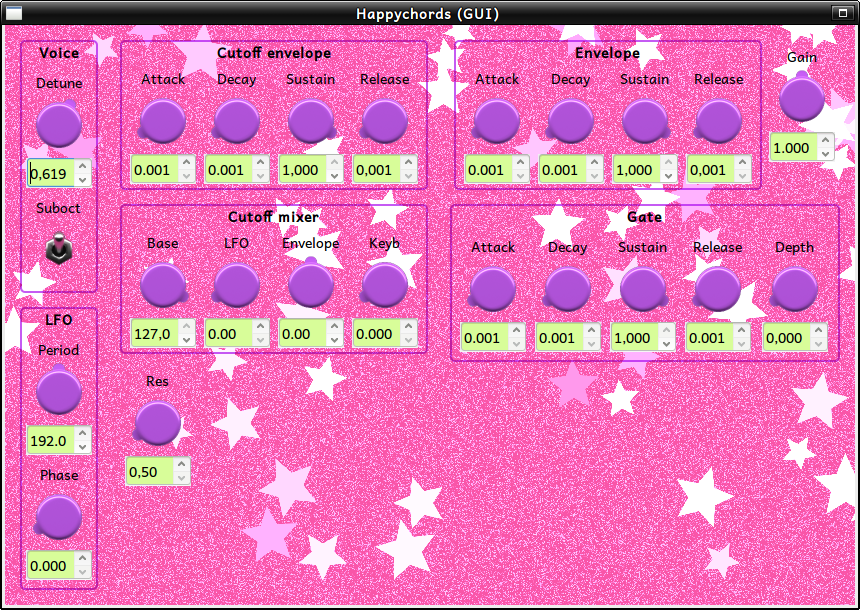 Happychords (GUI)
Voice
Detune
0,619
Suboct
LFO
Period
192.0
Phase
0.000
Cutoff envelope
Attack Decay Sustain Release
0.001 0.001 1,000 0,001
Cutoff mixer
Base LFO Envelope Keyb
127,0 0.00 0.00 0.000
Res
0,50
Envelope
Attack Decay Sustain Release
0.001 0.001 1,000 0,001
Gain
1.000
Gate
Attack Decay Sustain Release Depth
0.001 0.001 1,000 0.001 0,000